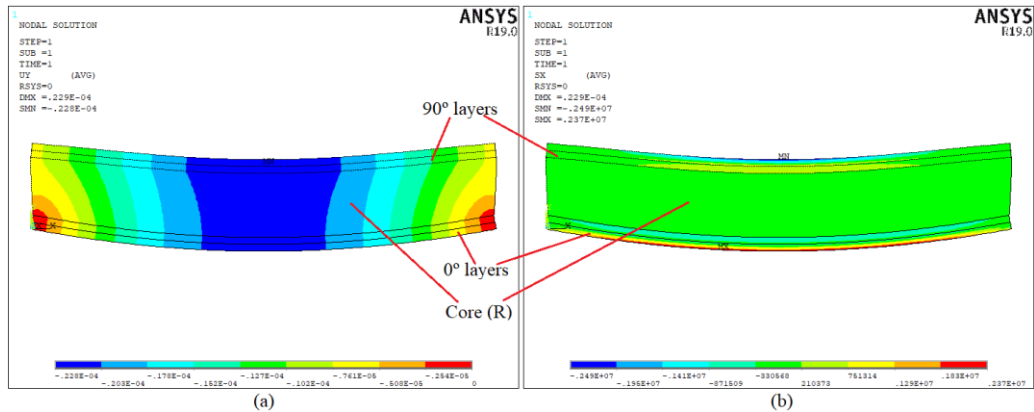 1
ANSYS
R19.0
NODAL SOLUTION
STEP=1
SUB =1
TIME=1
UY (AVG)
RSYS=0
DMX =.229E-04
SMN =-.228E-04
MN
X
-.228E-04 -.178E-04 -.127E-04 -.761E-05 -.254E-05
-.203E-04 -.152E-04 -.102E-04 -.508E-05 0
(a)
90º layers
0º layers
Core (R)
1
ANSYS
R19.0
NODAL SOLUTION
STEP=1
SUB =1
TIME=1
SX (AVG)
RSYS=0
DMX =.229E-04
SMN =-.249E+07
SMX =.237E+07
MN
X
MX
-.249E+07 -.141E+07 -330568 751314 .183E+07
-.195E+07 -871509 210373 .129E+07 .237E+07
(b)